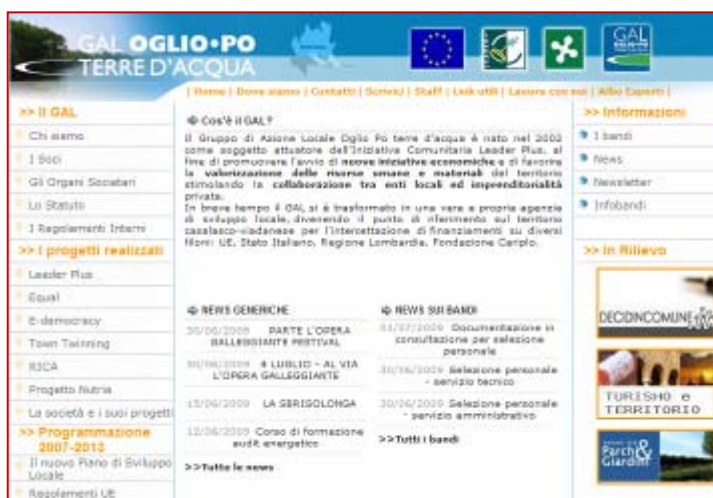 GAL OGLIO•PO
TERRE D'ACQUA
GAL
| Home | Dove siamo | Contatti | Scrivici | Staff | Link utili | Lavora con noi | Albo Esperti |
>> Il GAL
Chi siamo
I Soci
Gli Organi Societari
Lo Statuto
I Regolamenti Interni
>> I progetti realizzati
Leader Plus
Equal
E-democracy
Town Twinning
RICA
Progetto Nutria
La società e i suoi progetti
>> Programmazione
2007-2013
Il nuovo Piano di Sviluppo
Locale
Regolamenti UE
Cos'è il GAL?
Il Gruppo di Azione Locale Oglio Po terre d'acqua è nato nel 2002
come soggetto attuatore dell'Iniziativa Comunitaria Leader Plus, al
fine di promuovere l'avvio di nuove iniziative economiche e di favorire
la valorizzazione delle risorse umane e materiali del territorio
stimolando la collaborazione tra enti locali ed imprenditorialità
privata.
In breve tempo il GAL si è trasformato in una vera e propria agenzia
di sviluppo locale, divenendo il punto di riferimento sul territorio
casalasco-viadanese per l'intercettazione di finanziamenti su diversi
filoni: UE, Stato Italiano, Regione Lombardia, Fondazione Cariplo.
NEWS GENERICHE
30/06/2009 PARTE L'OPERA
GALLEGGIANTE FESTIVAL
30/06/2009 4 LUGLIO - AL VIA
L'OPERA GALLEGGIANTE
15/06/2009 LA SBRISOLONGA
12/06/2009 Corso di formazione
audit energetico
>>Tutte le news
NEWS SUI BANDI
01/07/2009 Documentazione in
consultazione per selezione
personale
30/06/2009 Selezione personale
- servizio tecnico
30/06/2009 Selezione personale
- servizio amministrativo
>>Tutti i bandi
>> Informazioni
I bandi
News
Newsletter
Infobandi
>> In Rilievo
DECIDINCOMUNE
TURISMO e
TERRITORIO
Parchi&
Giardini